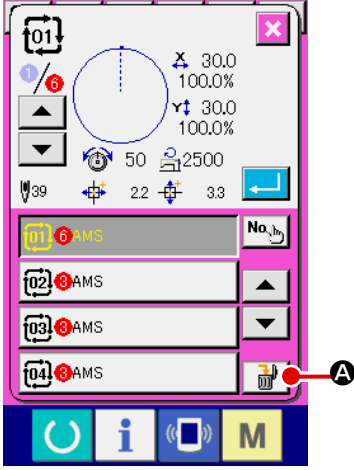 01
X 30.0
100.0%
1/6
Y 30.0
100.0%
50 2500
39 2.2 3.3
01 6 AMS No.
02 3 AMS
03 3 AMS
04 3 AMS A
i M